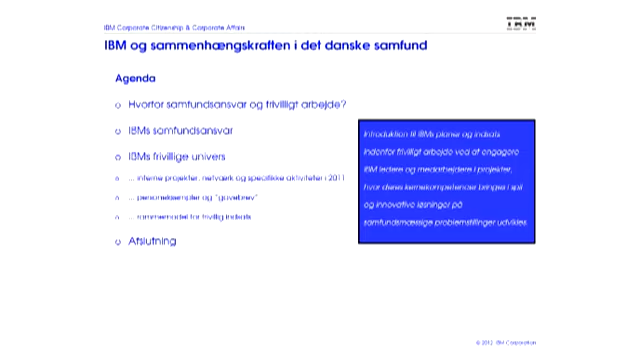 IBM Corporate Citizenship & Corporate Affairs
IBM
IBM og sammenhængskraften i det danske samfund
Agenda
Hvorfor samfundsansvar og frivilligt arbejde?
IBMs samfundsansvar
IBMs frivillige univers
... interne projekter, netværk og specifikke aktiviteter i 2011
... personeksempler og "gavebrev"
... rammemodel for frivillig indsats
Afslutning
Introduktion til IBMs planer og indsats
indenfor frivilligt arbejde ved at engagere
IBM ledere og medarbejdere i projekter,
hvor deres kernekompetencer bringes i spil
og innovative løsninger på
samfundsmæssige problemstillinger udvikles.
© 2012 IBM Corporation